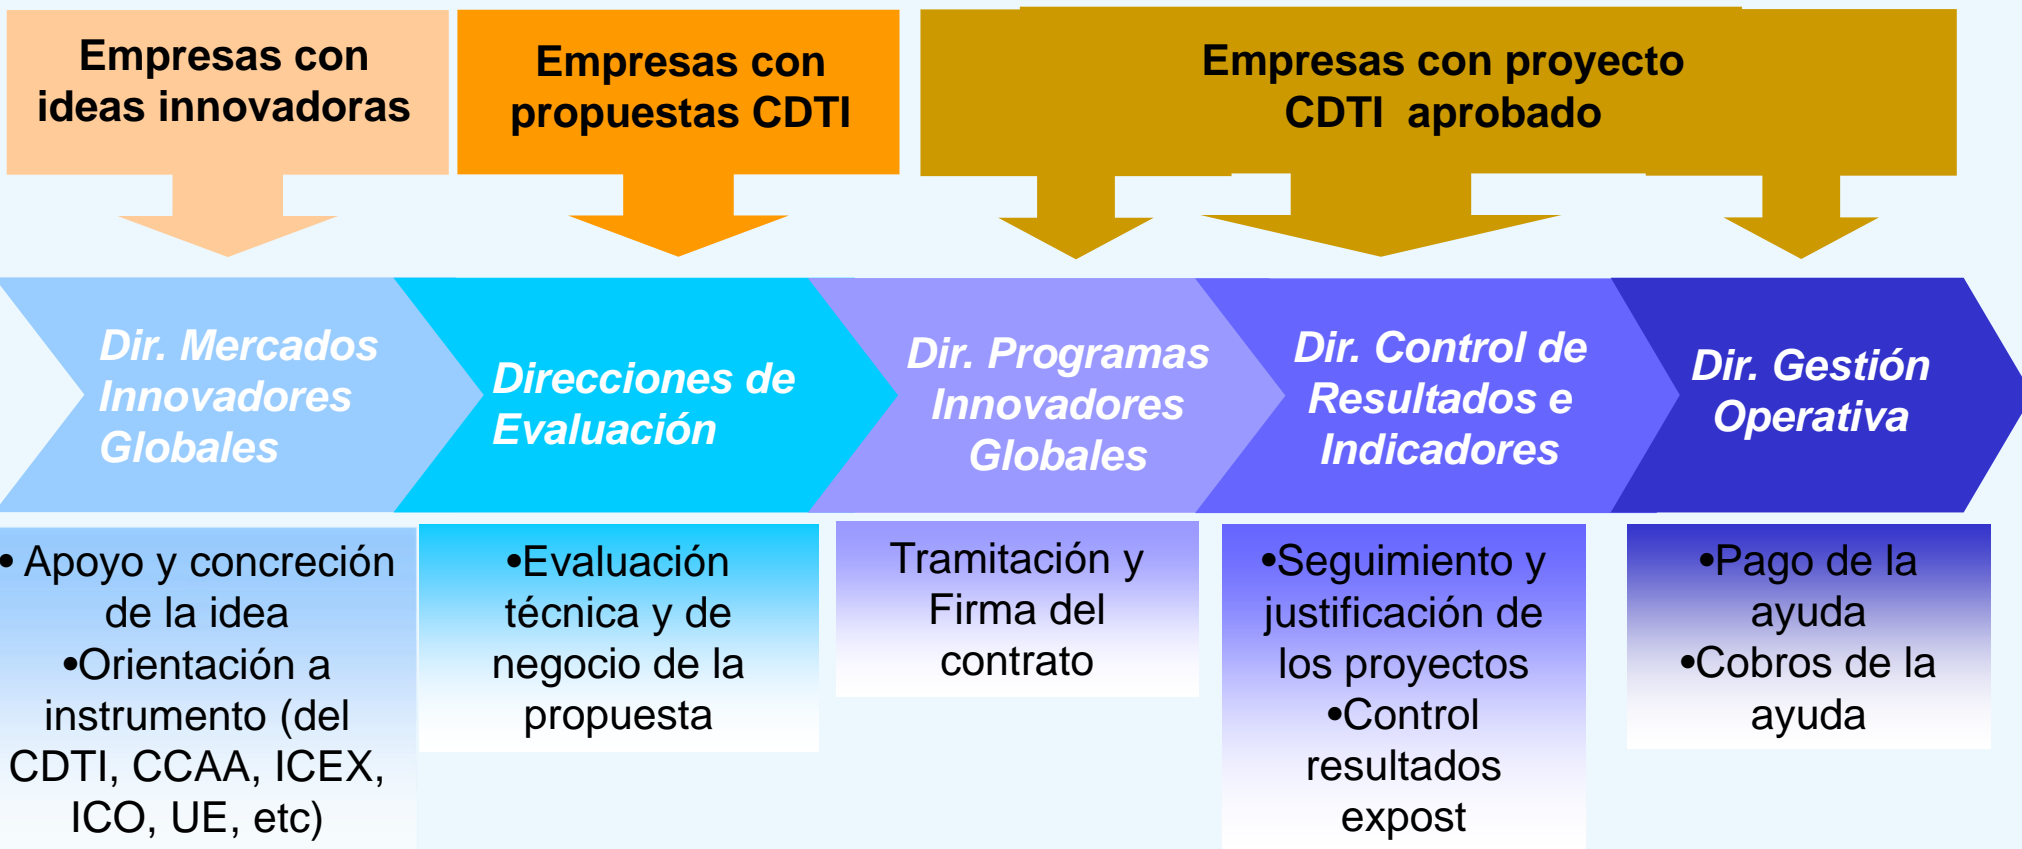 Empresas con
ideas innovadoras
Empresas con
propuestas CDTI
Empresas con proyecto
CDTI aprobado
Dir. Mercados
Innovadores
Globales
Direcciones de
Evaluación
Dir. Programas
Innovadores
Globales
Dir. Control de
Resultados e
Indicadores
Dir. Gestión
Operativa
• Apoyo y concreción
de la idea
•Orientación a
instrumento (del
CDTI, CCAA, ICEX,
ICO, UE, etc)
•Evaluación
técnica y de
negocio de la
propuesta
Tramitación y
Firma del
contrato
•Seguimiento y
justificación de
los proyectos
•Control
resultados
expost
•Pago de la
ayuda
•Cobros de la
ayuda